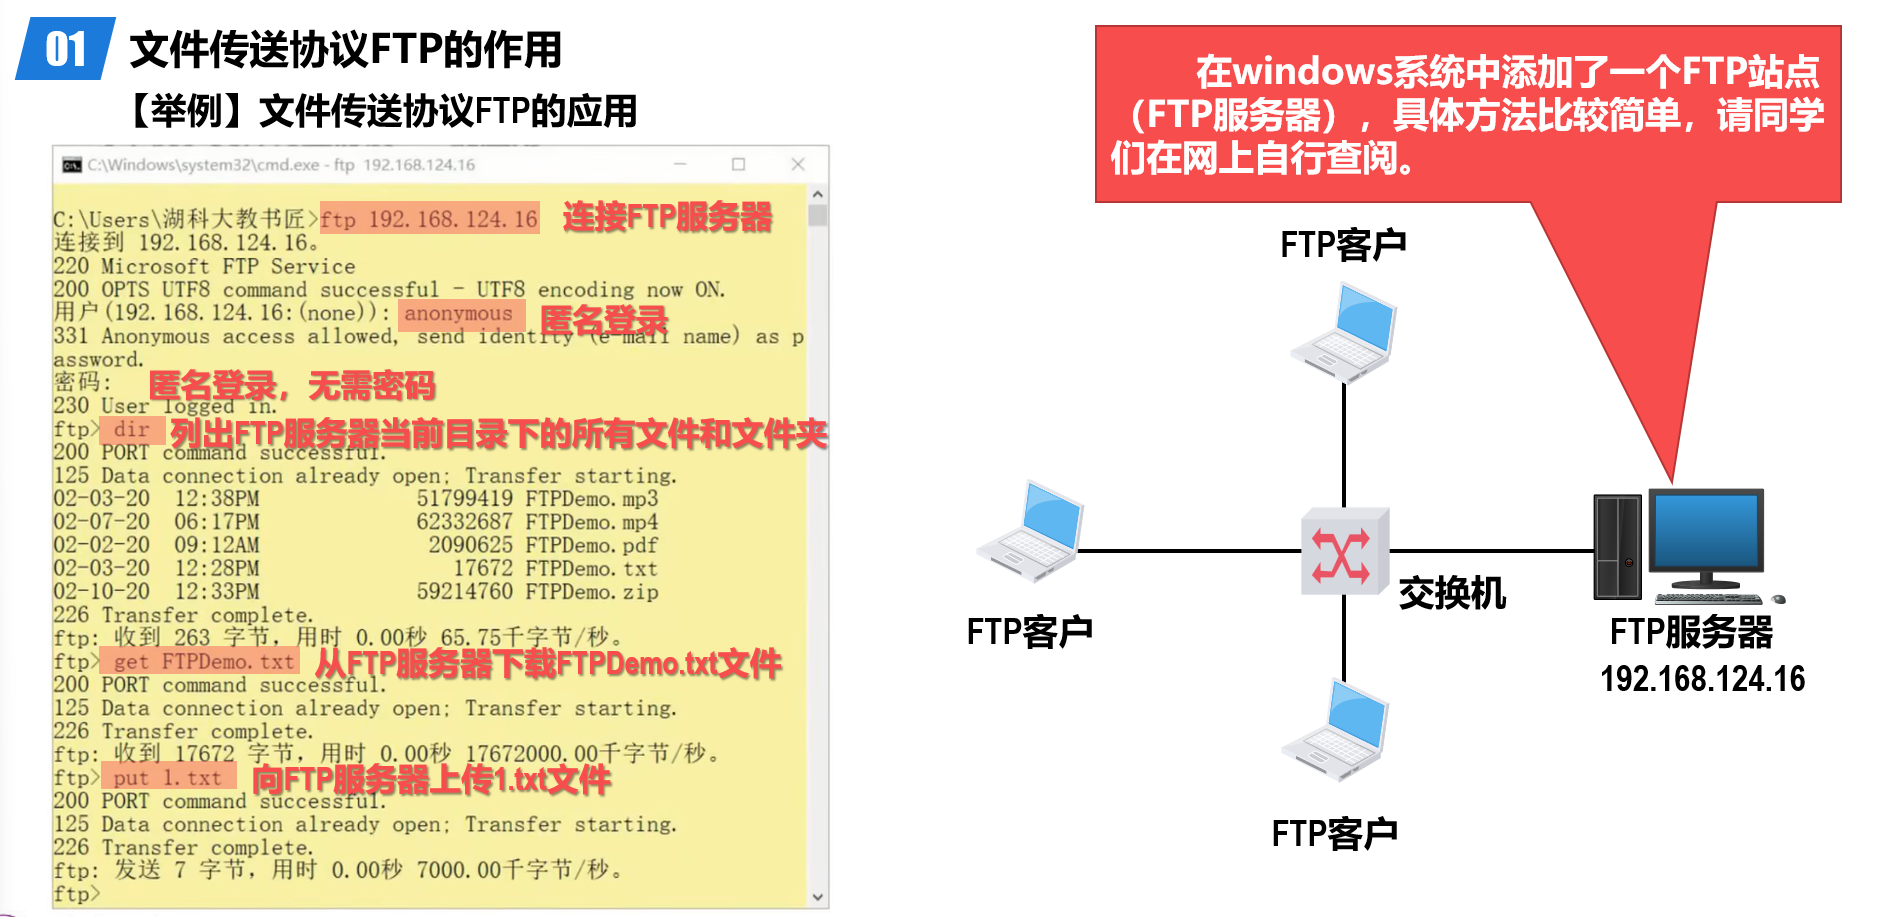 01 文件传送协议FTP的作用
【举例】文件传送协议FTP的应用
C:\Windows\system32\cmd.exe - ftp 192.168.124.16
C:\Users\湖科大教书匠>ftp 192.168.124.16 连接FTP服务器
连接到 192.168.124.16。
220 Microsoft FTP Service
200 OPTS UTF8 command successful - UTF8 encoding now ON.
用户(192.168.124.16:(none)): anonymous 匿名登录
331 Anonymous access allowed, send identity (e-mail name) as p
assword.
密码: 匿名登录，无需密码
230 User logged in.
ftp> dir 列出FTP服务器当前目录下的所有文件和文件夹
200 PORT command successful.
125 Data connection already open; Transfer starting.
02-03-20 12:38PM 51799419 FTPDemo.mp3
02-07-20 06:17PM 62332687 FTPDemo.mp4
02-02-20 09:12AM 2090625 FTPDemo.pdf
02-03-20 12:28PM 17672 FTPDemo.txt
02-10-20 12:33PM 59214760 FTPDemo.zip
226 Transfer complete.
ftp: 收到 263 字节，用时 0.00秒 65.75千字节/秒。
ftp> get FTPDemo.txt 从FTP服务器下载FTPDemo.txt文件
200 PORT command successful.
125 Data connection already open; Transfer starting.
226 Transfer complete.
ftp: 收到 17672 字节，用时 0.00秒 17672000.00千字节/秒。
ftp> put 1.txt 向FTP服务器上传1.txt文件
200 PORT command successful.
125 Data connection already open; Transfer starting.
226 Transfer complete.
ftp: 发送 7 字节，用时 0.00秒 7000.00千字节/秒。
ftp>
在windows系统中添加了一个FTP站点
（FTP服务器），具体方法比较简单，请同学
们在网上自行查阅。
FTP客户
FTP客户
交换机
FTP服务器
192.168.124.16
FTP客户